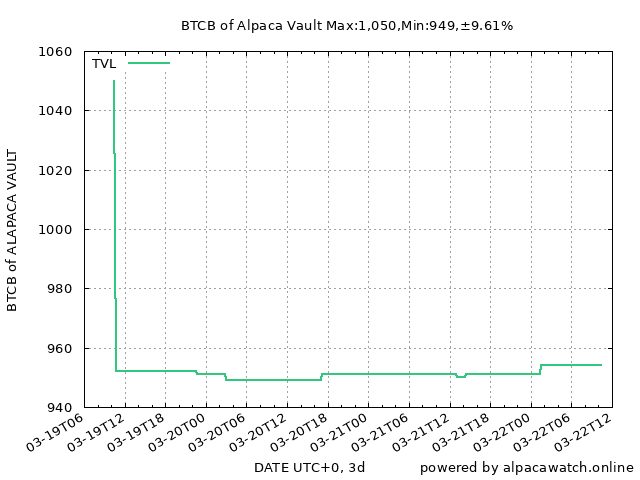 BTCB of Alpaca Vault Max:1,050,Min:949,±9.61%
TVL
1060
1040
1020
1000
980
960
940
BTCB of ALAPACA VAULT
03-19T06
03-19T12
03-19T18
03-20T00
03-20T06
03-20T12
03-20T18
03-21T00
03-21T06
03-21T12
03-21T18
03-22T00
03-22T06
03-22T12
DATE UTC+0, 3d
powered by alpacawatch.online